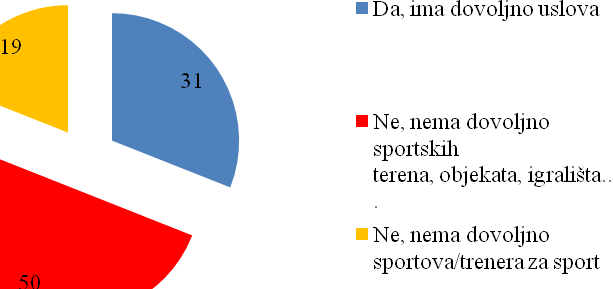 19
31
50
Da, ima dovoljno uslova
Ne, nema dovoljno
sportskih
terena, objekata, igrališta..
.
Ne, nema dovoljno
sportova/trenera za sport